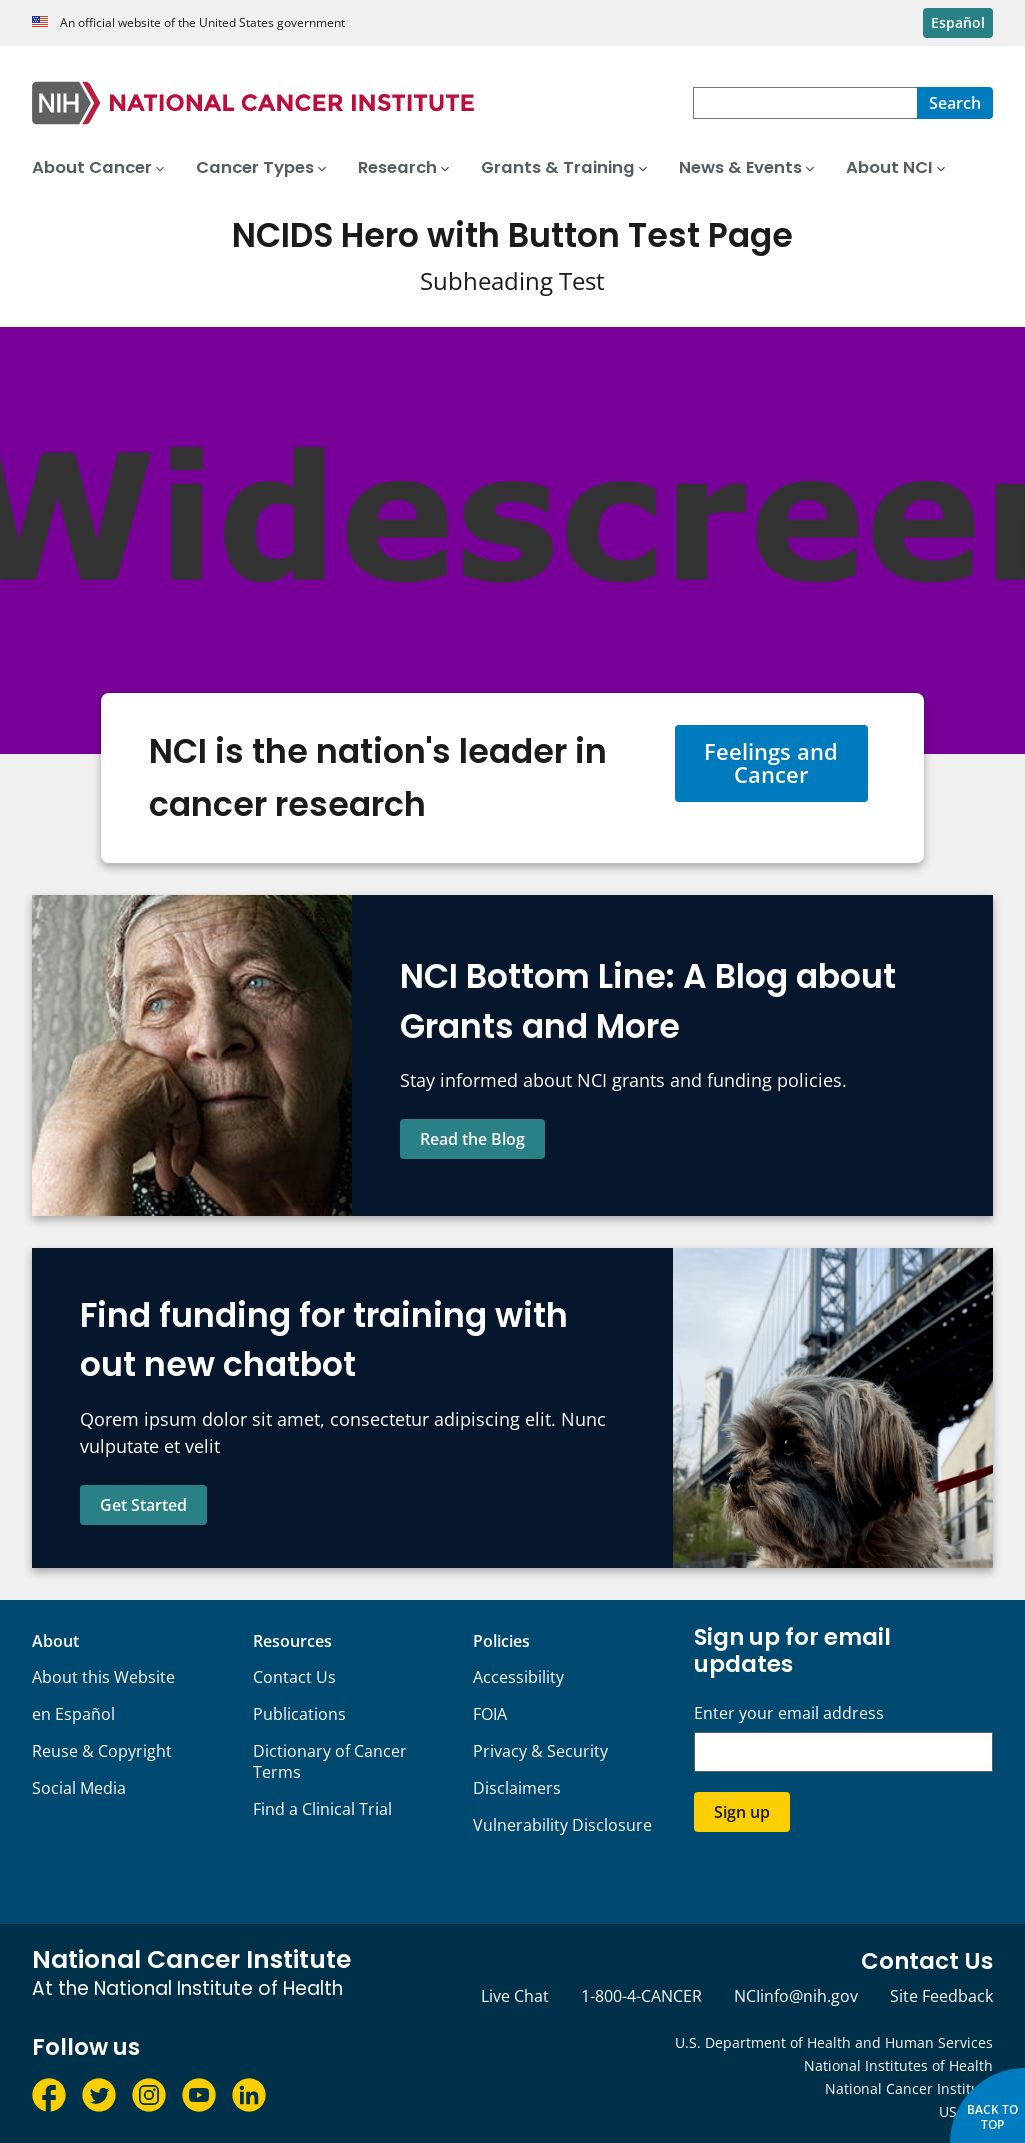 An official website of the United States government
Español
NIH NATIONAL CANCER INSTITUTE
Search
About Cancer Cancer Types Research Grants & Training News & Events About NCI
NCIDS Hero with Button Test Page
Subheading Test
Widescreen
NCI is the nation's leader in
cancer research
Feelings and
Cancer
NCI Bottom Line: A Blog about
Grants and More
Stay informed about NCI grants and funding policies.
Read the Blog
Find funding for training with
out new chatbot
Qorem ipsum dolor sit amet, consectetur adipiscing elit. Nunc
vulputate et velit
Get Started
About
About this Website
en Español
Reuse & Copyright
Social Media
Resources
Contact Us
Publications
Dictionary of Cancer
Terms
Find a Clinical Trial
Policies
Accessibility
FOIA
Privacy & Security
Disclaimers
Vulnerability Disclosure
Sign up for email
updates
Enter your email address
Sign up
National Cancer Institute
At the National Institute of Health
Contact Us
Live Chat 1-800-4-CANCER NCIinfo@nih.gov Site Feedback
Follow us
U.S. Department of Health and Human Services
National Institutes of Health
National Cancer
BACK TO
TOP